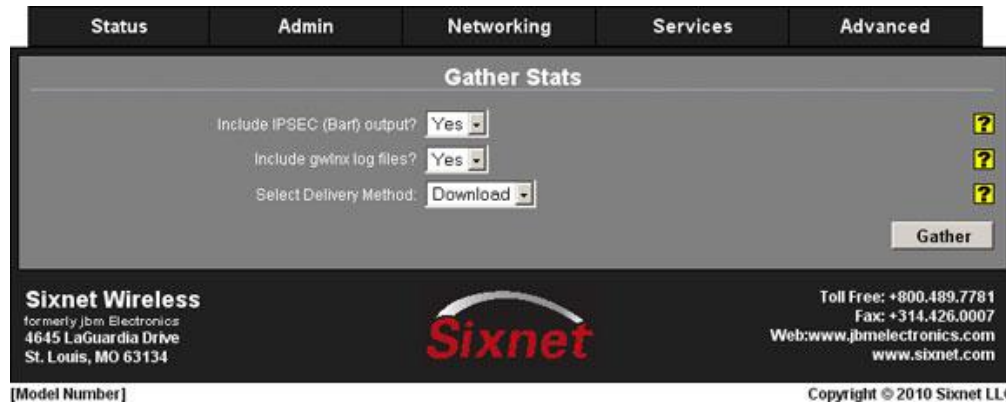 Status Admin Networking Services Advanced
Gather Stats
Include IPSEC (Barf) output? Yes ?
Include gwlnx log files? Yes ?
Select Delivery Method: Download ?
Gather
Sixnet Wireless
formerly jbm Electronics
4645 LaGuardia Drive
St. Louis, MO 63134
Sixnet
Toll Free: +800.489.7781
Fax: +314.426.0007
Web:www.jbmelectronics.com
www.sixnet.com
[Model Number]
Copyright © 2010 Sixnet